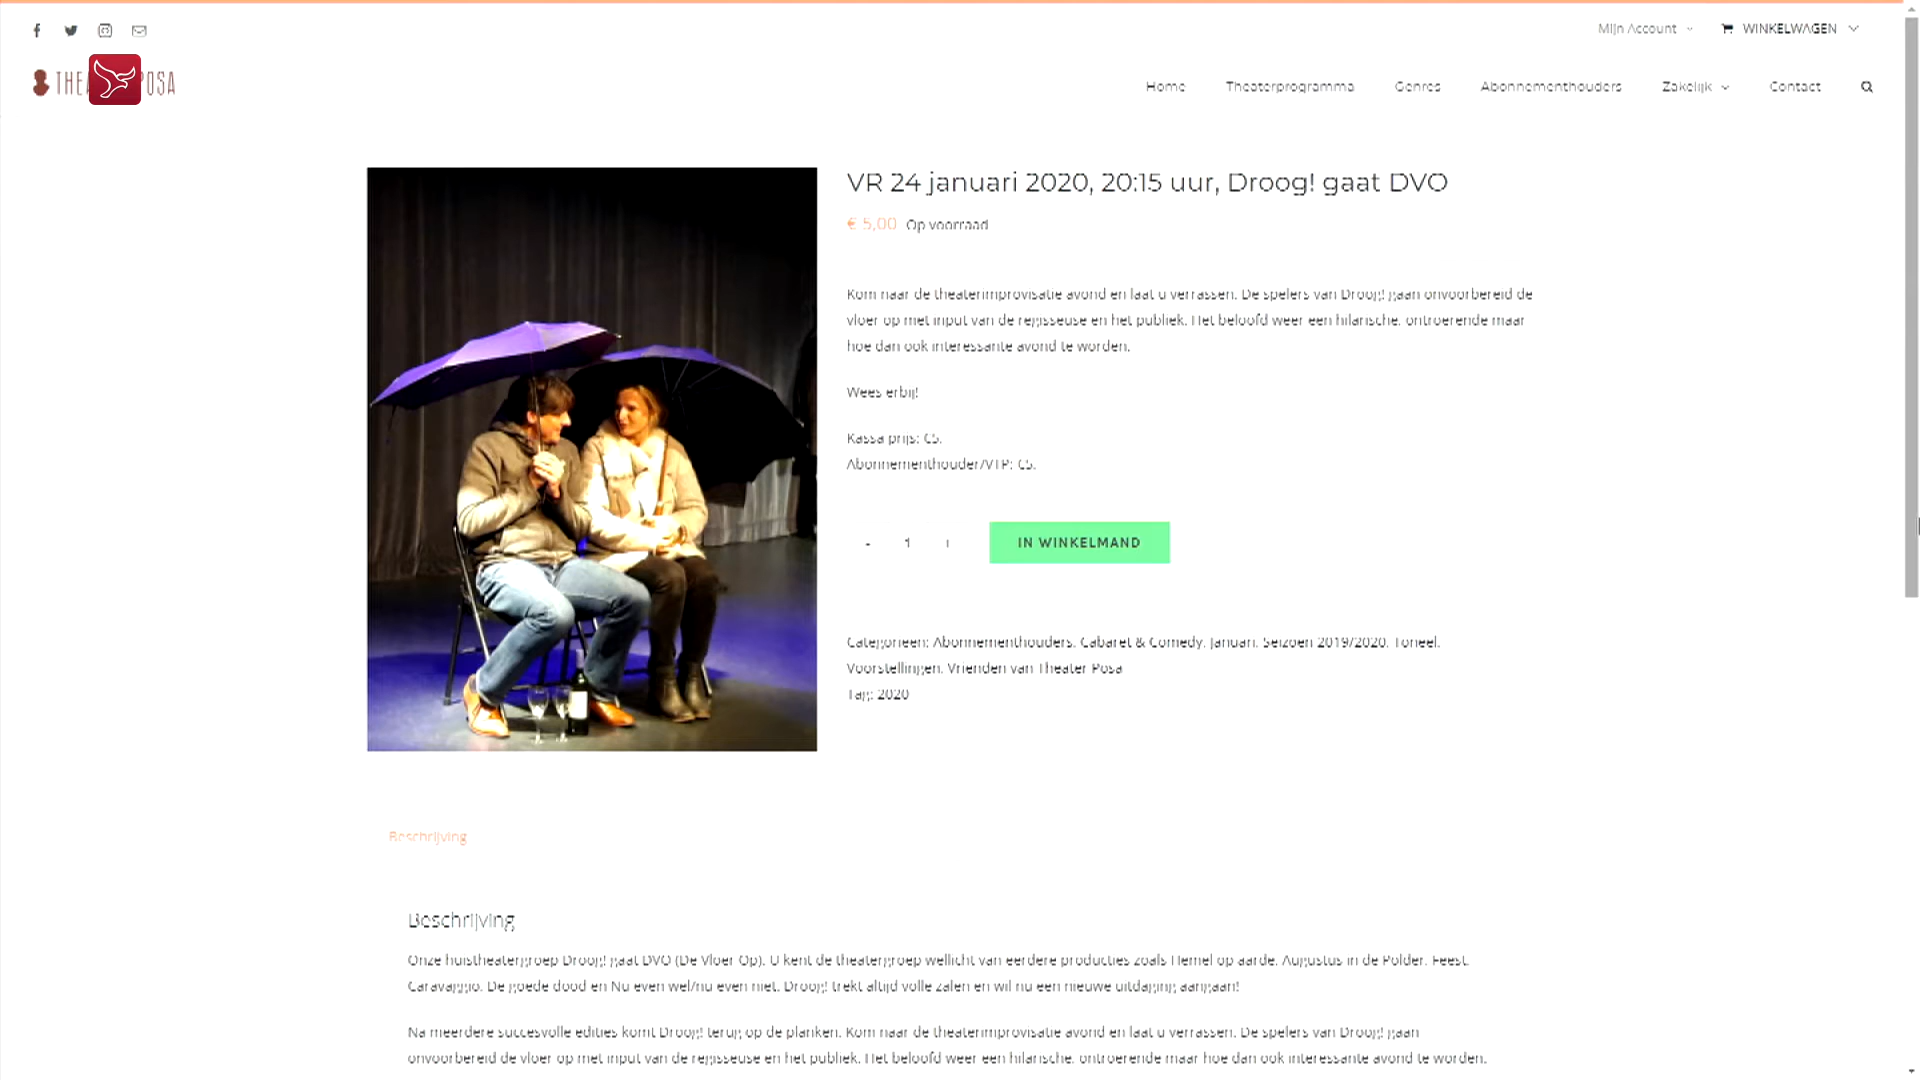 Mijn Account
WINKELWAGEN
THEA POSA
Home
Theaterprogramma
Genres
Abonnementhouders
Zakelijk
Contact
VR 24 januari 2020, 20:15 uur, Droog! gaat DVO
€ 5,00 Op voorraad
Kom naar de theaterimprovisatie avond en laat u verrassen. De spelers van Droog! gaan onvoorbereid de
vloer op met input van de regisseuse en het publiek. Het beloofd weer een hilarische, ontroerende maar
hoe dan ook interessante avond te worden.
Wees erbij!
Kassa prijs: €5,
Abonnementhouder/VTP: €5,
- 1 +
IN WINKELMAND
Categorieën: Abonnementhouders, Cabaret & Comedy, Januari, Seizoen 2019/2020, Toneel,
Voorstellingen, Vrienden van Theater Posa
Tag: 2020
Beschrijving
Beschrijving
Onze huistheatergroep Droog! gaat DVO (De Vloer Op). U kent de theatergroep wellicht van eerdere producties zoals Hemel op aarde, Augustus in de Polder, Feest,
Caravaggio, De goede dood en Nu even wel/nu even niet. Droog! trekt altijd volle zalen en wil nu een nieuwe uitdaging aangaan!
Na meerdere succesvolle edities komt Droog! terug op de planken. Kom naar de theaterimprovisatie avond en laat u verrassen. De spelers van Droog! gaan
onvoorbereid de vloer op met input van de regisseuse en het publiek. Het beloofd weer een hilarische, ontroerende maar hoe dan ook interessante avond te worden.